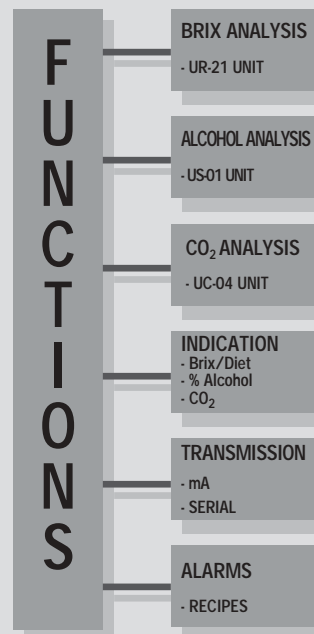 FUNCTIONS
BRIX ANALYSIS
- UR-21 UNIT
ALCOHOL ANALYSIS
- US-01 UNIT
CO₂ ANALYSIS
- UC-04 UNIT
INDICATION
- Brix/Diet
- % Alcohol
- CO₂
TRANSMISSION
- mA
- SERIAL
ALARMS
- RECIPES